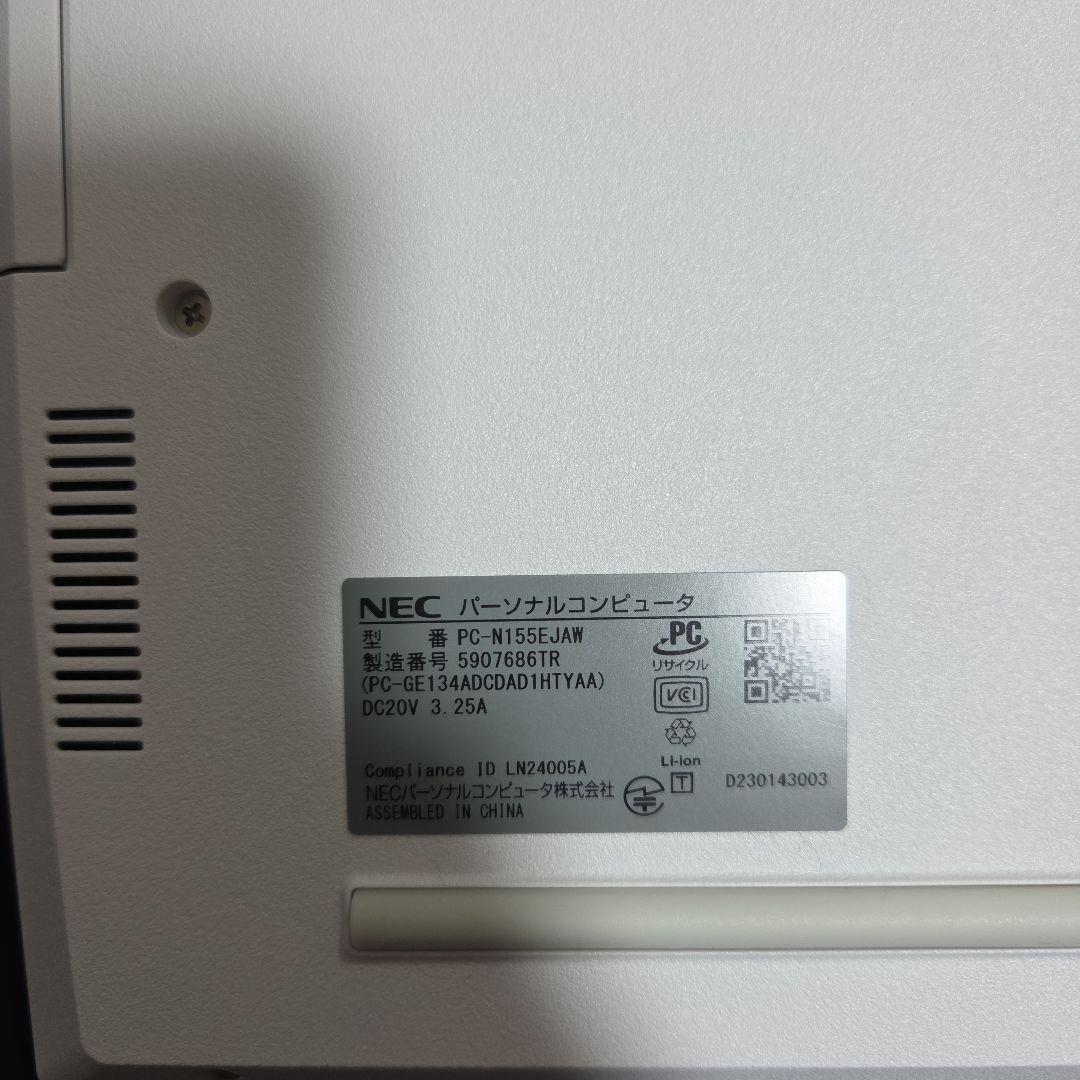 NEC パーソナルコンピュータ
型 番 PC-N155EJAW
製造番号 5907686TR
(PC-GE134ADCDAD1HTYAA)
DC20V 3.25A
PC
リサイクル
VCCI
Li-ion
T
D230143003
Compliance ID LN24005A
NECパーソナルコンピュータ株式会社
ASSEMBLED IN CHINA